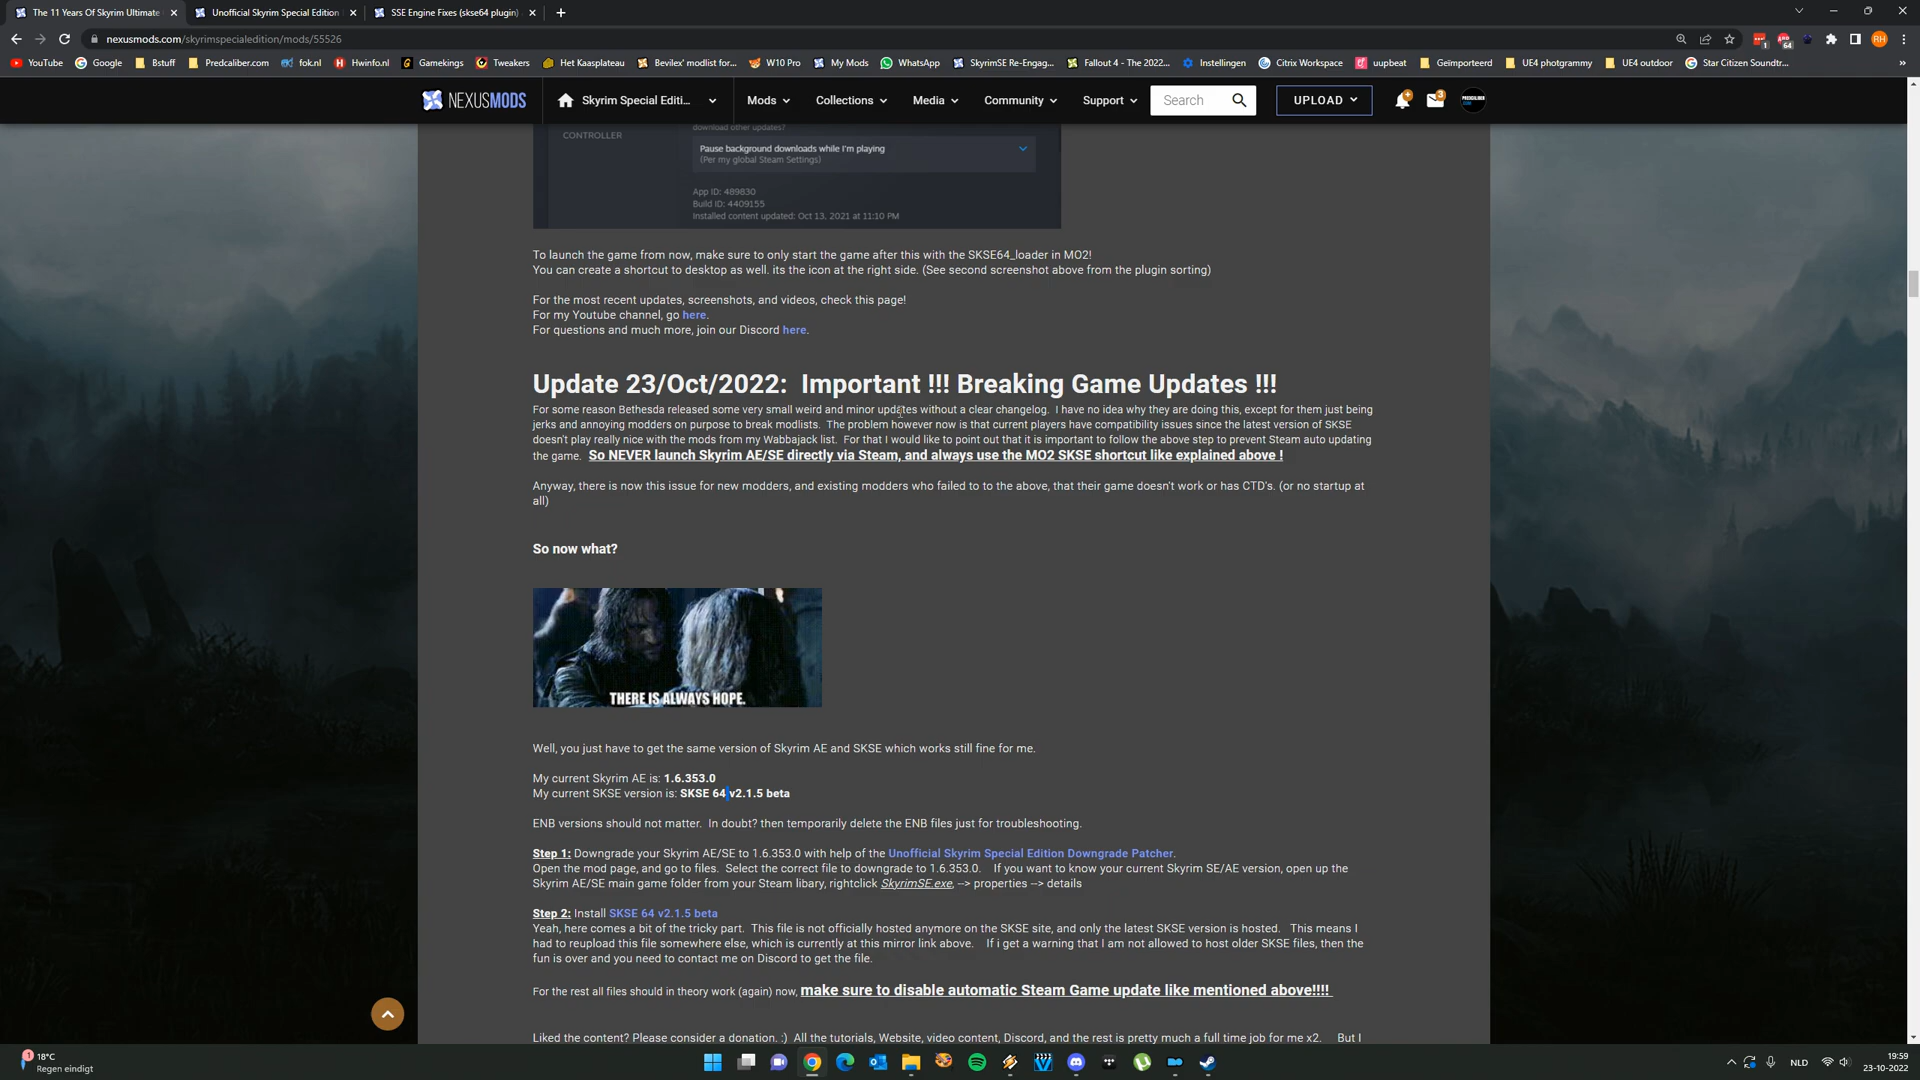 The 11 Years Of Skyrim Ultimate
Unofficial Skyrim Special Edition
SSE Engine Fixes (skse64 plugin)
nexusmods.com/skyrimspecialedition/mods/55526
YouTube
Google
Bstuff
Predcaliber.com
fok.nl
Hwinfo.nl
Gamekings
Tweakers
Het Kaasplateau
Bevilex' modlist for...
W10 Pro
My Mods
WhatsApp
SkyrimSE Re-Engag...
Fallout 4 - The 2022...
Instellingen
Citrix Workspace
uupbeat
Geïmporteerd
UE4 photgrammy
UE4 outdoor
Star Citizen Soundtr...
NEXUSMODS
Skyrim Special Editi...
Mods
Collections
Media
Community
Support
Search
UPLOAD
3
download other updates?
CONTROLLER
Pause background downloads while I'm playing
(Per my global Steam Settings)
App ID: 489830
Build ID: 4409155
Installed content updated: Oct 13, 2021 at 11:10 PM
To launch the game from now, make sure to only start the game after this with the SKSE64_loader in MO2!
You can create a shortcut to desktop as well. its the icon at the right side. (See second screenshot above from the plugin sorting)
For the most recent updates, screenshots, and videos, check this page!
For my Youtube channel, go here.
For questions and much more, join our Discord here.
Update 23/Oct/2022: Important !!! Breaking Game Updates !!!
For some reason Bethesda released some very small weird and minor updates without a clear changelog. I have no idea why they are doing this, except for them just being
jerks and annoying modders on purpose to break modlists. The problem however now is that current players have compatibility issues since the latest version of SKSE
doesn't play really nice with the mods from my Wabbajack list. For that I would like to point out that it is important to follow the above step to prevent Steam auto updating
the game. So NEVER launch Skyrim AE/SE directly via Steam, and always use the MO2 SKSE shortcut like explained above !
Anyway, there is now this issue for new modders, and existing modders who failed to to the above, that their game doesn't work or has CTD's. (or no startup at
all)
So now what?
THERE IS ALWAYS HOPE.
Well, you just have to get the same version of Skyrim AE and SKSE which works still fine for me.
My current Skyrim AE is: 1.6.353.0
My current SKSE version is: SKSE 64 v2.1.5 beta
ENB versions should not matter. In doubt? then temporarily delete the ENB files just for troubleshooting.
Step 1: Downgrade your Skyrim AE/SE to 1.6.353.0 with help of the Unofficial Skyrim Special Edition Downgrade Patcher.
Open the mod page, and go to files. Select the correct file to downgrade to 1.6.353.0. If you want to know your current Skyrim SE/AE version, open up the
Skyrim AE/SE main game folder from your Steam libary, rightclick SkyrimSE.exe, --> properties --> details
Step 2: Install SKSE 64 v2.1.5 beta
Yeah, here comes a bit of the tricky part. This file is not officially hosted anymore on the SKSE site, and only the latest SKSE version is hosted. This means I
had to reupload this file somewhere else, which is currently at this mirror link above. If i get a warning that I am not allowed to host older SKSE files, then the
fun is over and you need to contact me on Discord to get the file.
For the rest all files should in theory work (again) now, make sure to disable automatic Steam Game update like mentioned above!!!!
Liked the content? Please consider a donation. :) All the tutorials, Website, video content, Discord, and the rest is pretty much a full time job for me x2. But I
1
18°C
Regen eindigt
NLD
19:59
23-10-2022